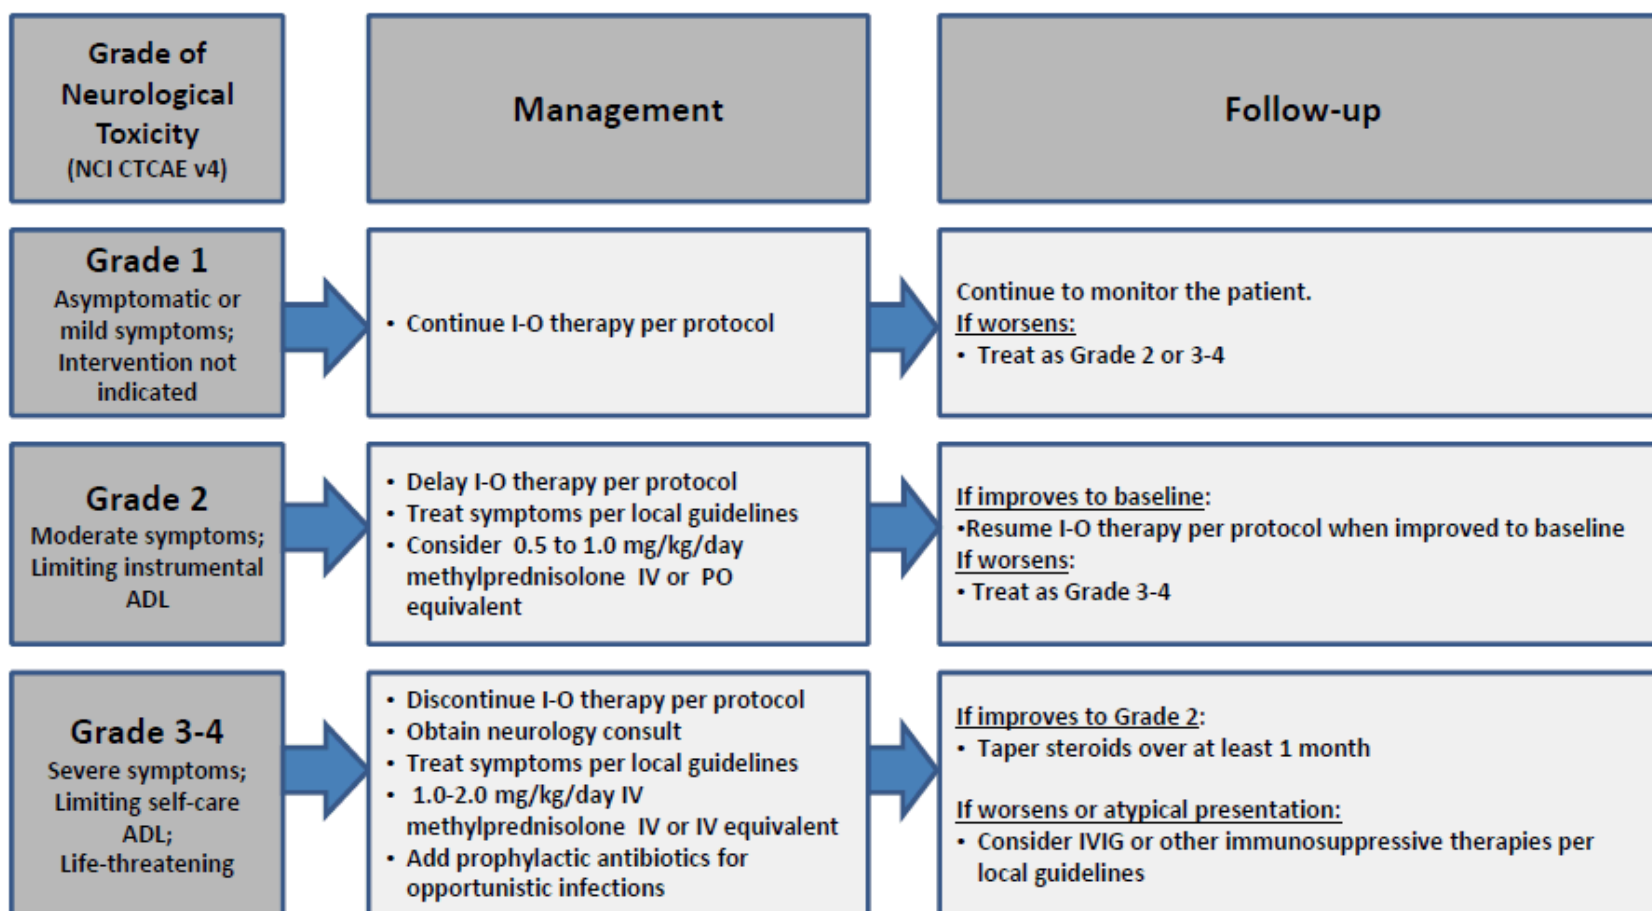 Grade of
Neurological
Toxicity
(NCI CTCAE v4)
Management
Follow-up
Grade 1
Asymptomatic or
mild symptoms;
Intervention not
indicated
• Continue I-O therapy per protocol
Continue to monitor the patient.
If worsens:
• Treat as Grade 2 or 3-4
Grade 2
Moderate symptoms;
Limiting instrumental
ADL
• Delay I-O therapy per protocol
• Treat symptoms per local guidelines
• Consider 0.5 to 1.0 mg/kg/day
methylprednisolone IV or PO
equivalent
If improves to baseline:
•Resume I-O therapy per protocol when improved to baseline
If worsens:
• Treat as Grade 3-4
Grade 3-4
Severe symptoms;
Limiting self-care
ADL;
Life-threatening
• Discontinue I-O therapy per protocol
• Obtain neurology consult
• Treat symptoms per local guidelines
• 1.0-2.0 mg/kg/day IV
methylprednisolone IV or IV equivalent
• Add prophylactic antibiotics for
opportunistic infections
If improves to Grade 2:
• Taper steroids over at least 1 month
If worsens or atypical presentation:
• Consider IVIG or other immunosuppressive therapies per
local guidelines